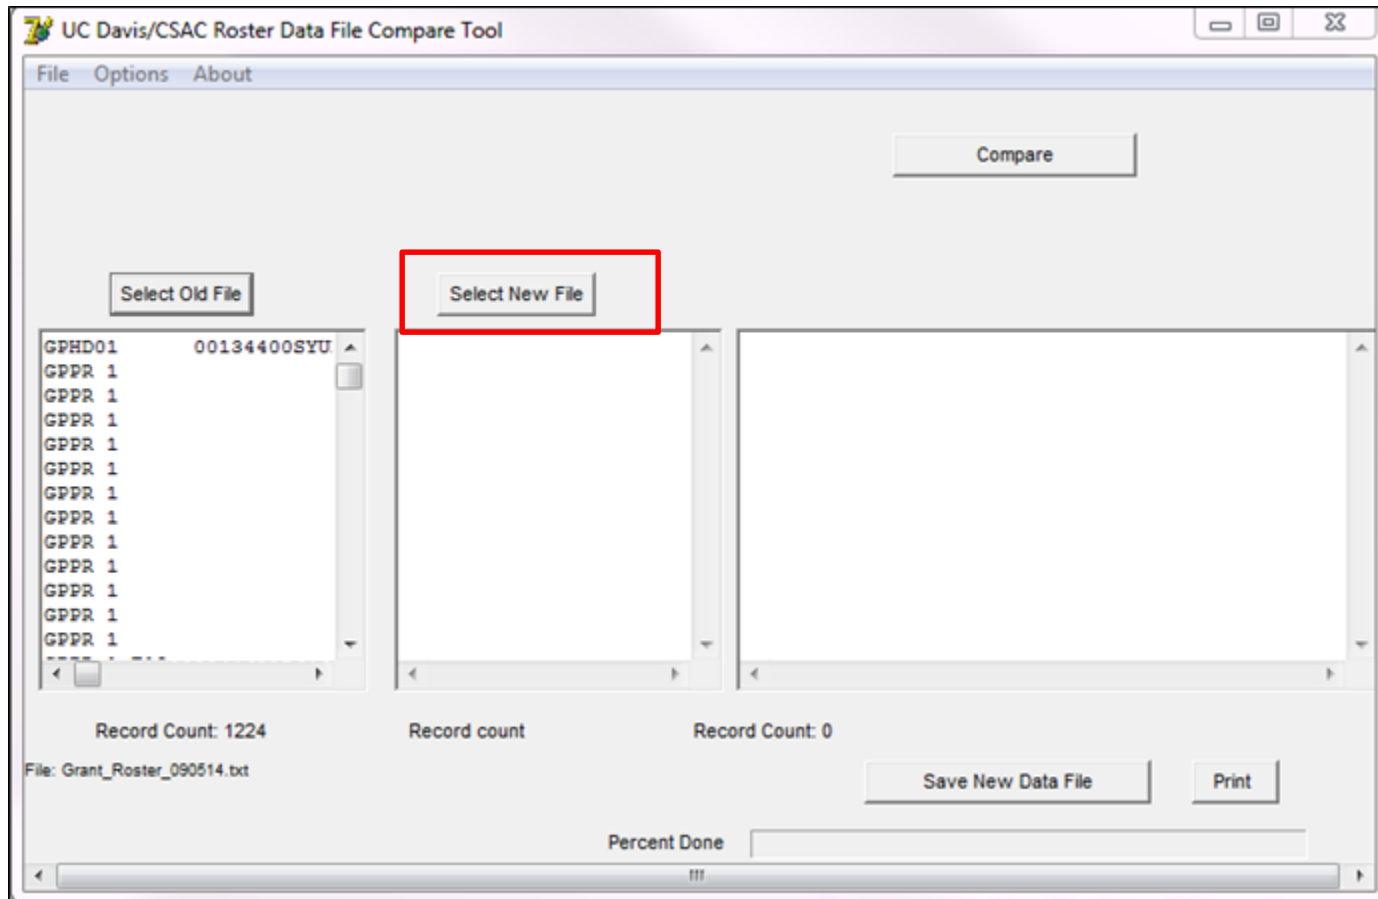 UC Davis/CSAC Roster Data File Compare Tool
File Options About
Compare
Select Old File Select New File
GPHD01 00134400SYU
GPPR 1
GPPR 1
GPPR 1
GPPR 1
GPPR 1
GPPR 1
GPPR 1
GPPR 1
GPPR 1
GPPR 1
GPPR 1
GPPR 1
Record Count: 1224 Record count Record Count: 0
File: Grant_Roster_090514.txt
Save New Data File Print
Percent Done